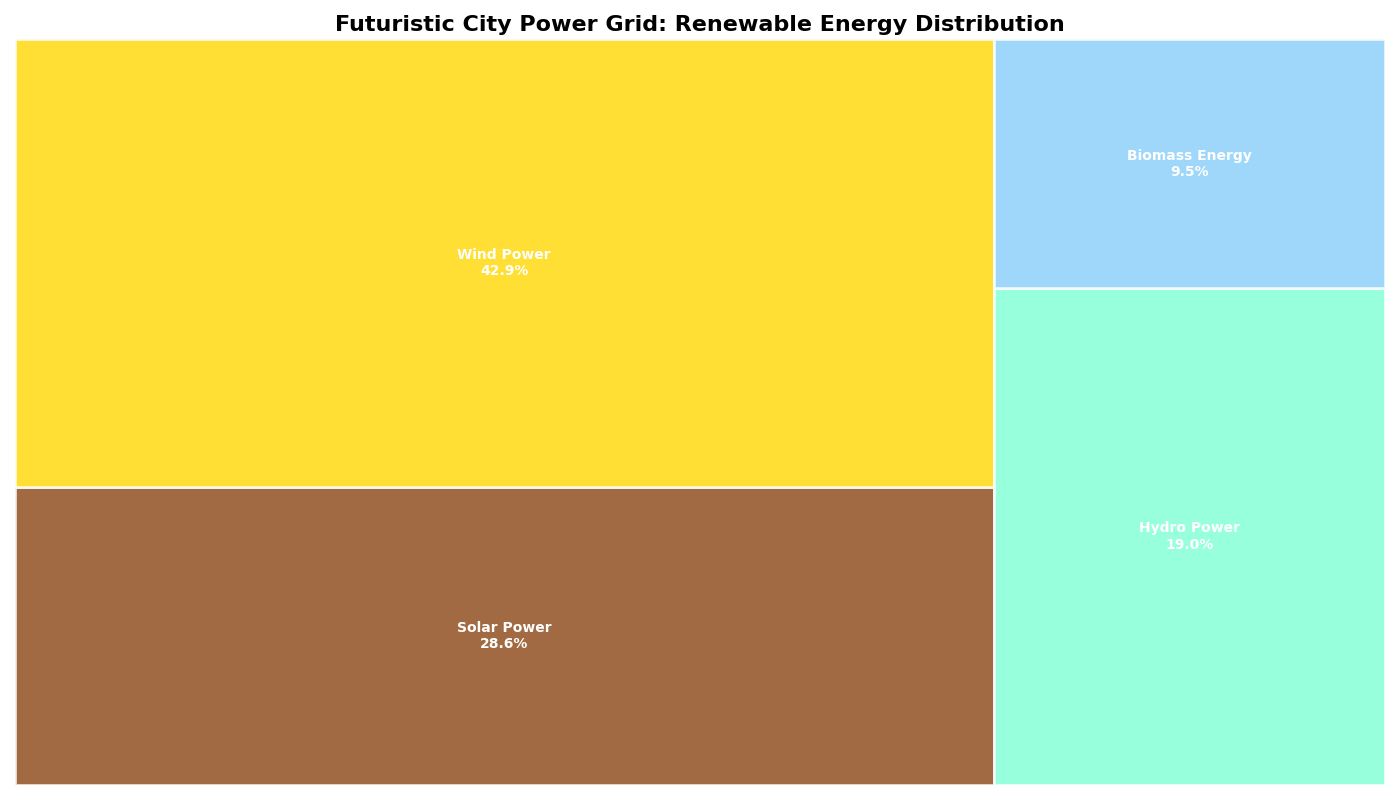 Futuristic City Power Grid: Renewable Energy Distribution
Wind Power
42.9%
Solar Power
28.6%
Biomass Energy
9.5%
Hydro Power
19.0%